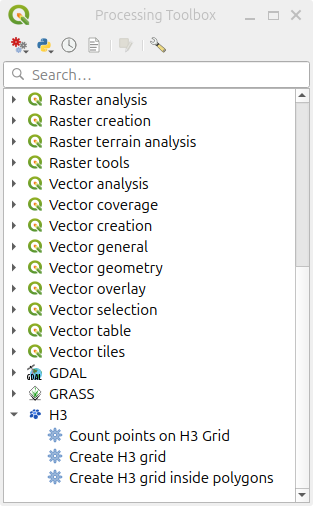 Processing Toolbox
Search…
Raster analysis
Raster creation
Raster terrain analysis
Raster tools
Vector analysis
Vector coverage
Vector creation
Vector general
Vector geometry
Vector overlay
Vector selection
Vector table
Vector tiles
GDAL
GDAL
GRASS
H3
Count points on H3 Grid
Create H3 grid
Create H3 grid inside polygons